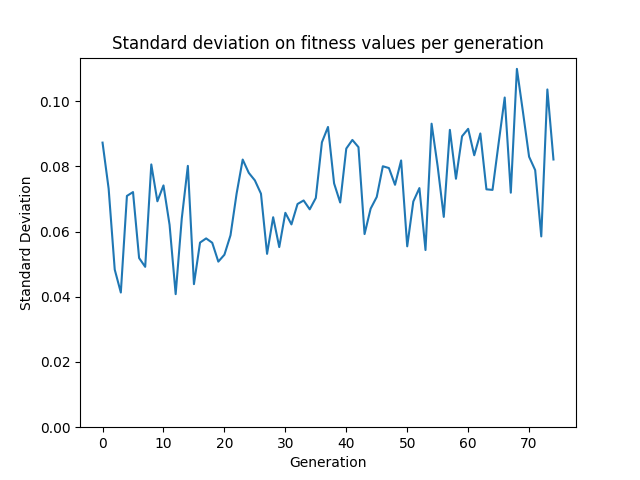 Standard deviation on fitness values per generation
Standard Deviation
0.10
0.08
0.06
0.04
0.02
0.00
0 10 20 30 40 50 60 70
Generation